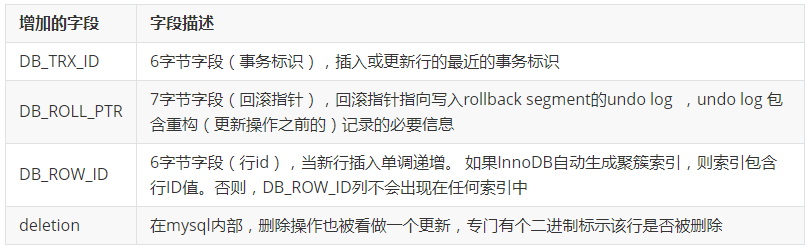 增加的字段 字段描述
DB_TRX_ID 6字节字段（事务标识），插入或更新行的最近的事务标识
DB_ROLL_PTR 7字节字段（回滚指针），回滚指针指向写入rollback segment的undo log ，undo log 包
含重构（更新操作之前的）记录的必要信息
DB_ROW_ID 6字节字段（行id），当新行插入单调递增。 如果InnoDB自动生成聚簇索引，则索引包含
行ID值。否则，DB_ROW_ID列不会出现在任何索引中
deletion 在mysql内部，删除操作也被看做一个更新，专门有个二进制标示该行是否被删除